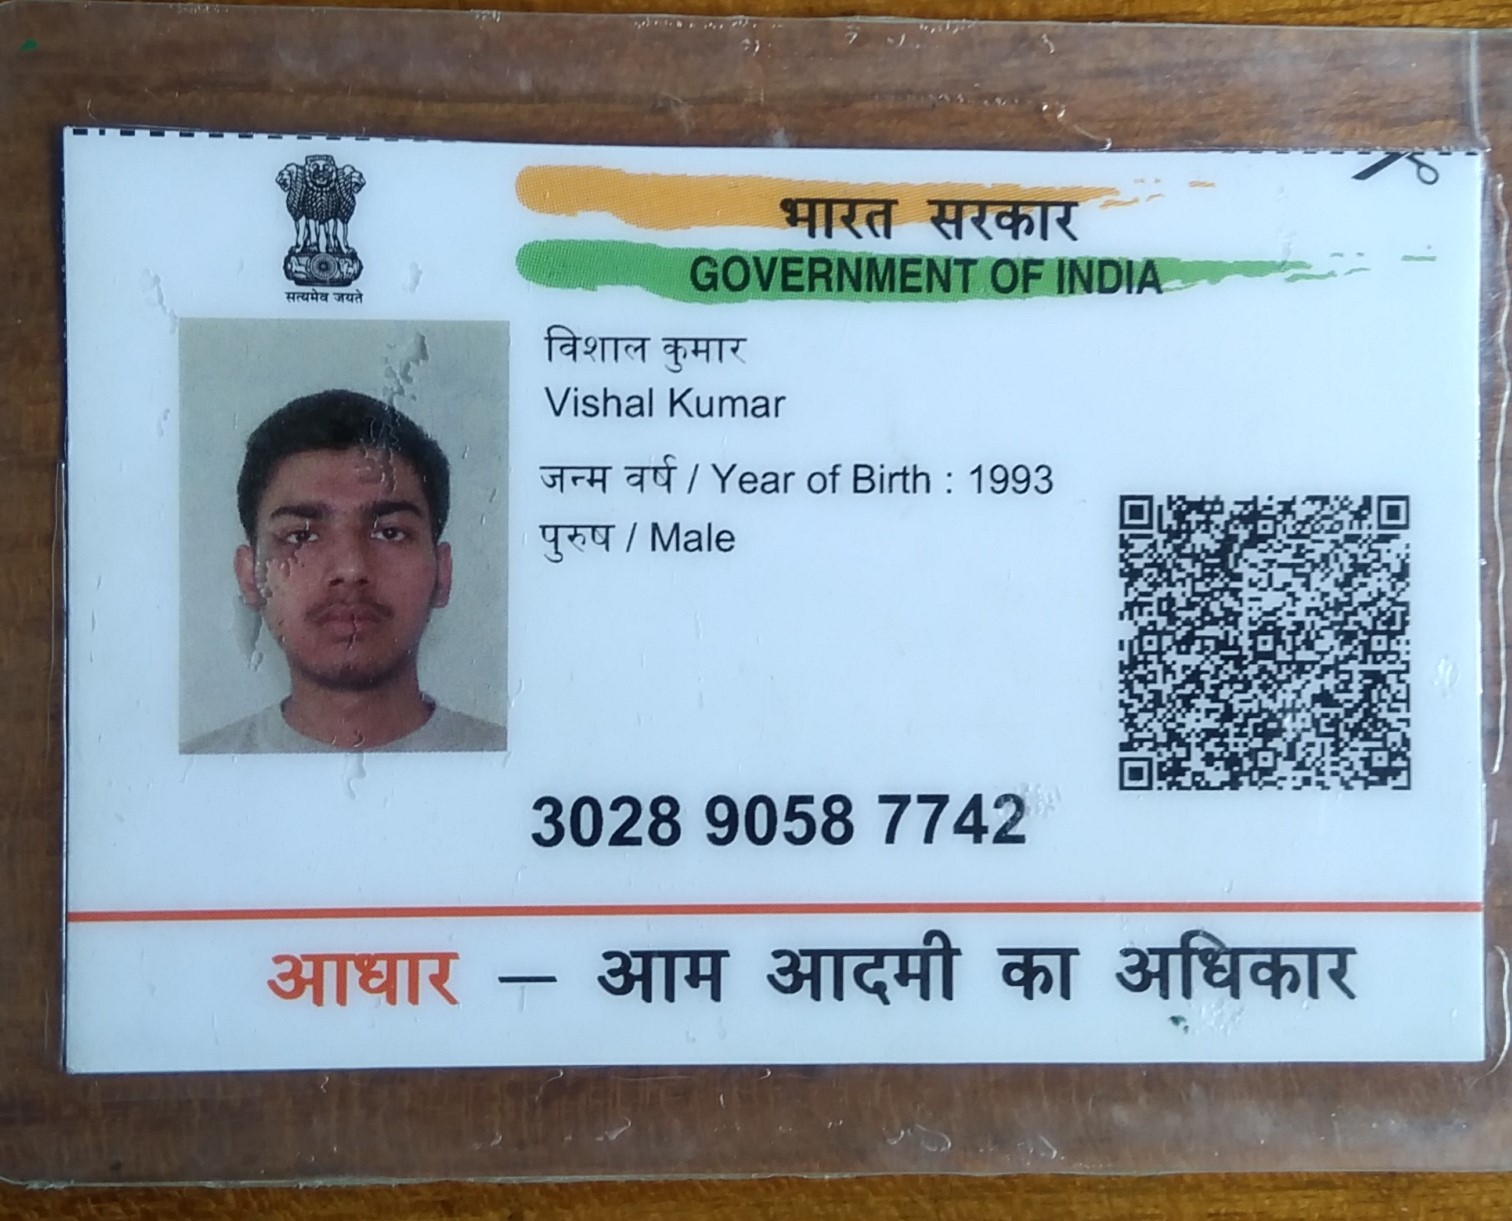 भारत सरकार
GOVERNMENT OF INDIA
सत्यमेव जयते
विशाल कुमार
Vishal Kumar
जन्म वर्ष / Year of Birth : 1993
पुरुष / Male
3028 9058 7742
आधार — आम आदमी का अधिकार